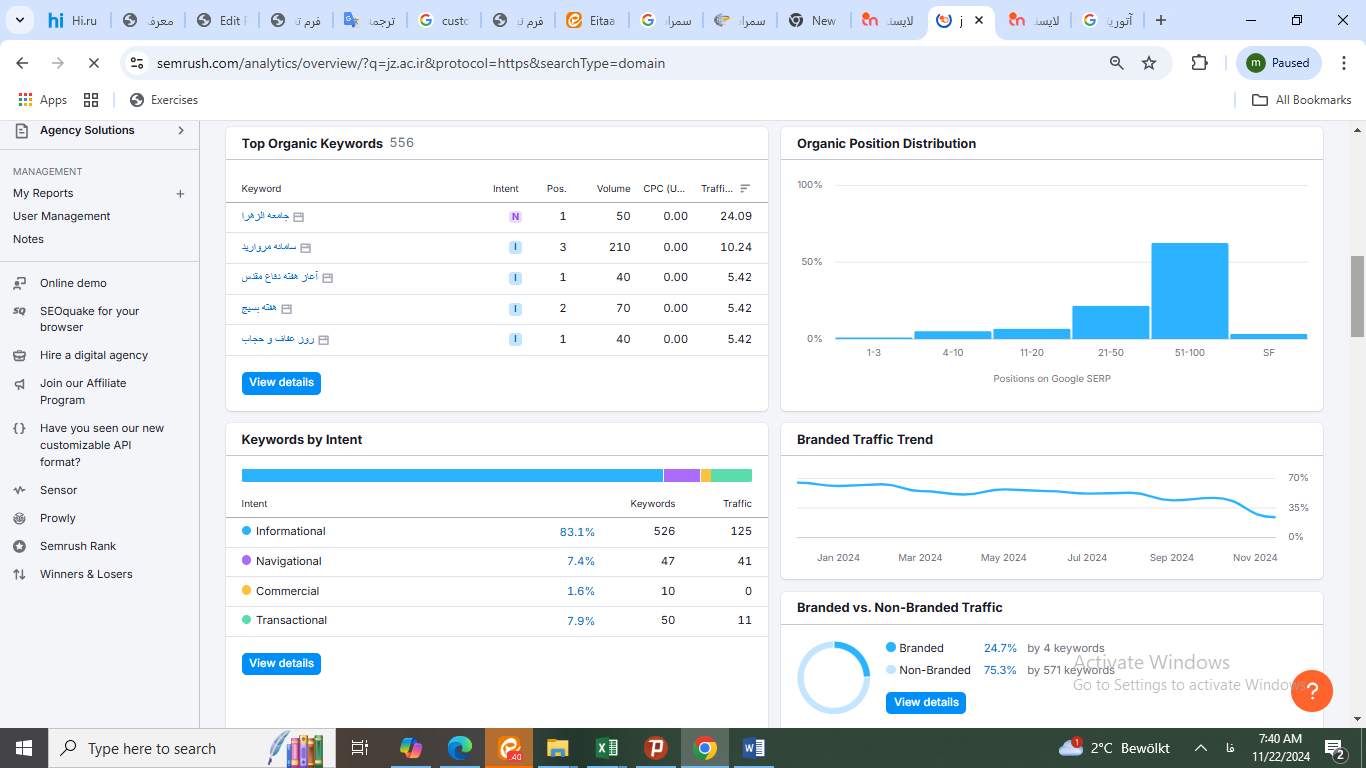 Hi.ru
معرف
Edit F
فرم ت
ترجمه
custo
فرم ن
Eitaa
سمرا
سمرا
New
لایسن
j
لایسن
آتوریا
semrush.com/analytics/overview/?q=jz.ac.ir&protocol=https&searchType=domain
m Paused
Apps
Exercises
All Bookmarks
Agency Solutions
MANAGEMENT
My Reports +
User Management
Notes
Online demo
SEOquake for your
browser
Hire a digital agency
Join our Affiliate
Program
Have you seen our new
customizable API
format?
Sensor
Prowly
Semrush Rank
Winners & Losers
Top Organic Keywords 556
Keyword Intent Pos. Volume CPC (U... Traffi...
جامعه الزهرا N 1 50 0.00 24.09
سامانه مروارید I 3 210 0.00 10.24
آغاز هفته دفاع مقدس I 1 40 0.00 5.42
هفته بسیج I 2 70 0.00 5.42
روز عفاف و حجاب I 1 40 0.00 5.42
View details
Organic Position Distribution
100%
50%
0%
1-3 4-10 11-20 21-50 51-100 SF
Positions on Google SERP
Keywords by Intent
Intent Keywords Traffic
Informational 83.1% 526 125
Navigational 7.4% 47 41
Commercial 1.6% 10 0
Transactional 7.9% 50 11
View details
Branded Traffic Trend
70%
35%
0%
Jan 2024 Mar 2024 May 2024 Jul 2024 Sep 2024 Nov 2024
Branded vs. Non-Branded Traffic
Branded 24.7% by 4 keywords
Non-Branded 75.3% by 571 keywords
View details
Activate Windows
Go to Settings to activate Windows.
?
Type here to search
.40
1
2°C Bewölkt
فا
7:40 AM
11/22/2024
2